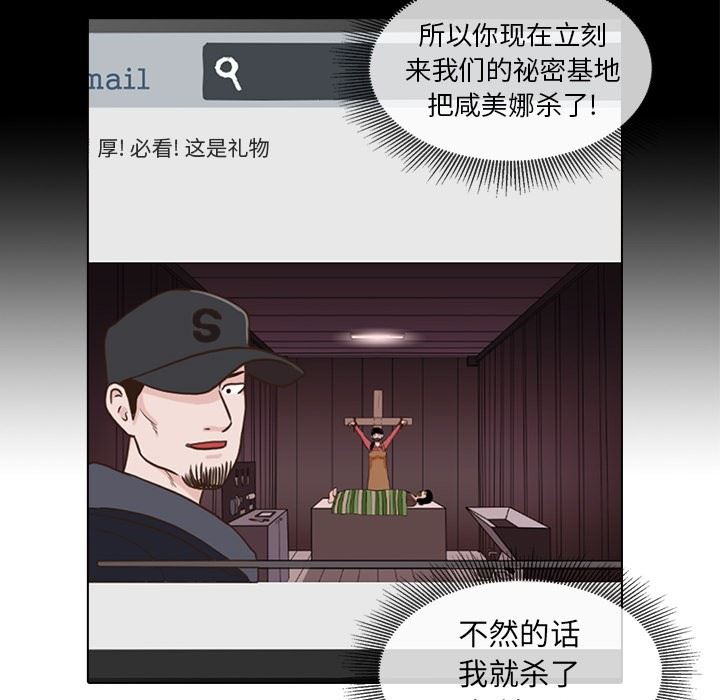 所以你现在立刻
来我们的祕密基地
把咸美娜杀了!
mail
厚! 必看! 这是礼物
S
不然的话
我就杀了